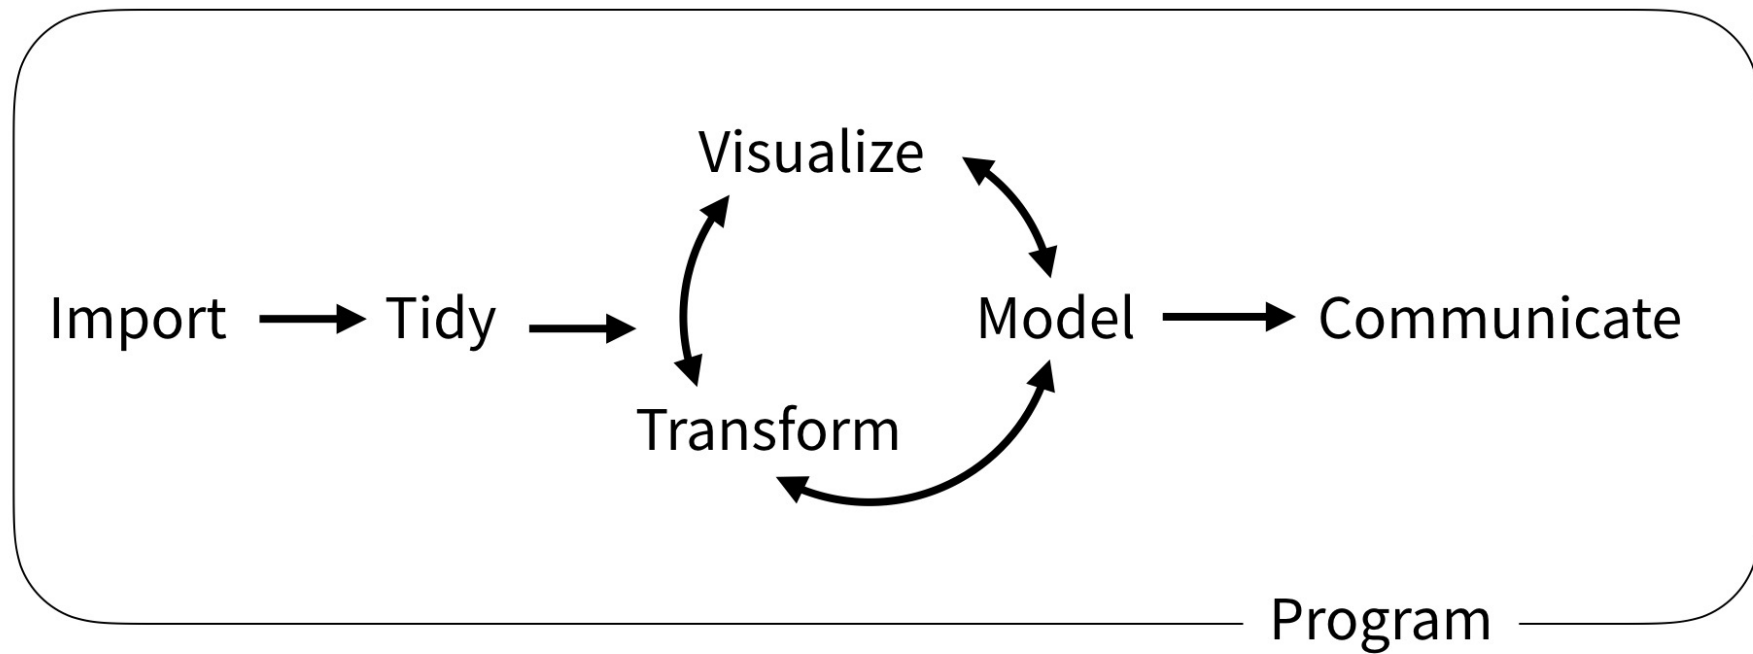 Visualize
Import
Tidy
Model
Communicate
Transform
Program